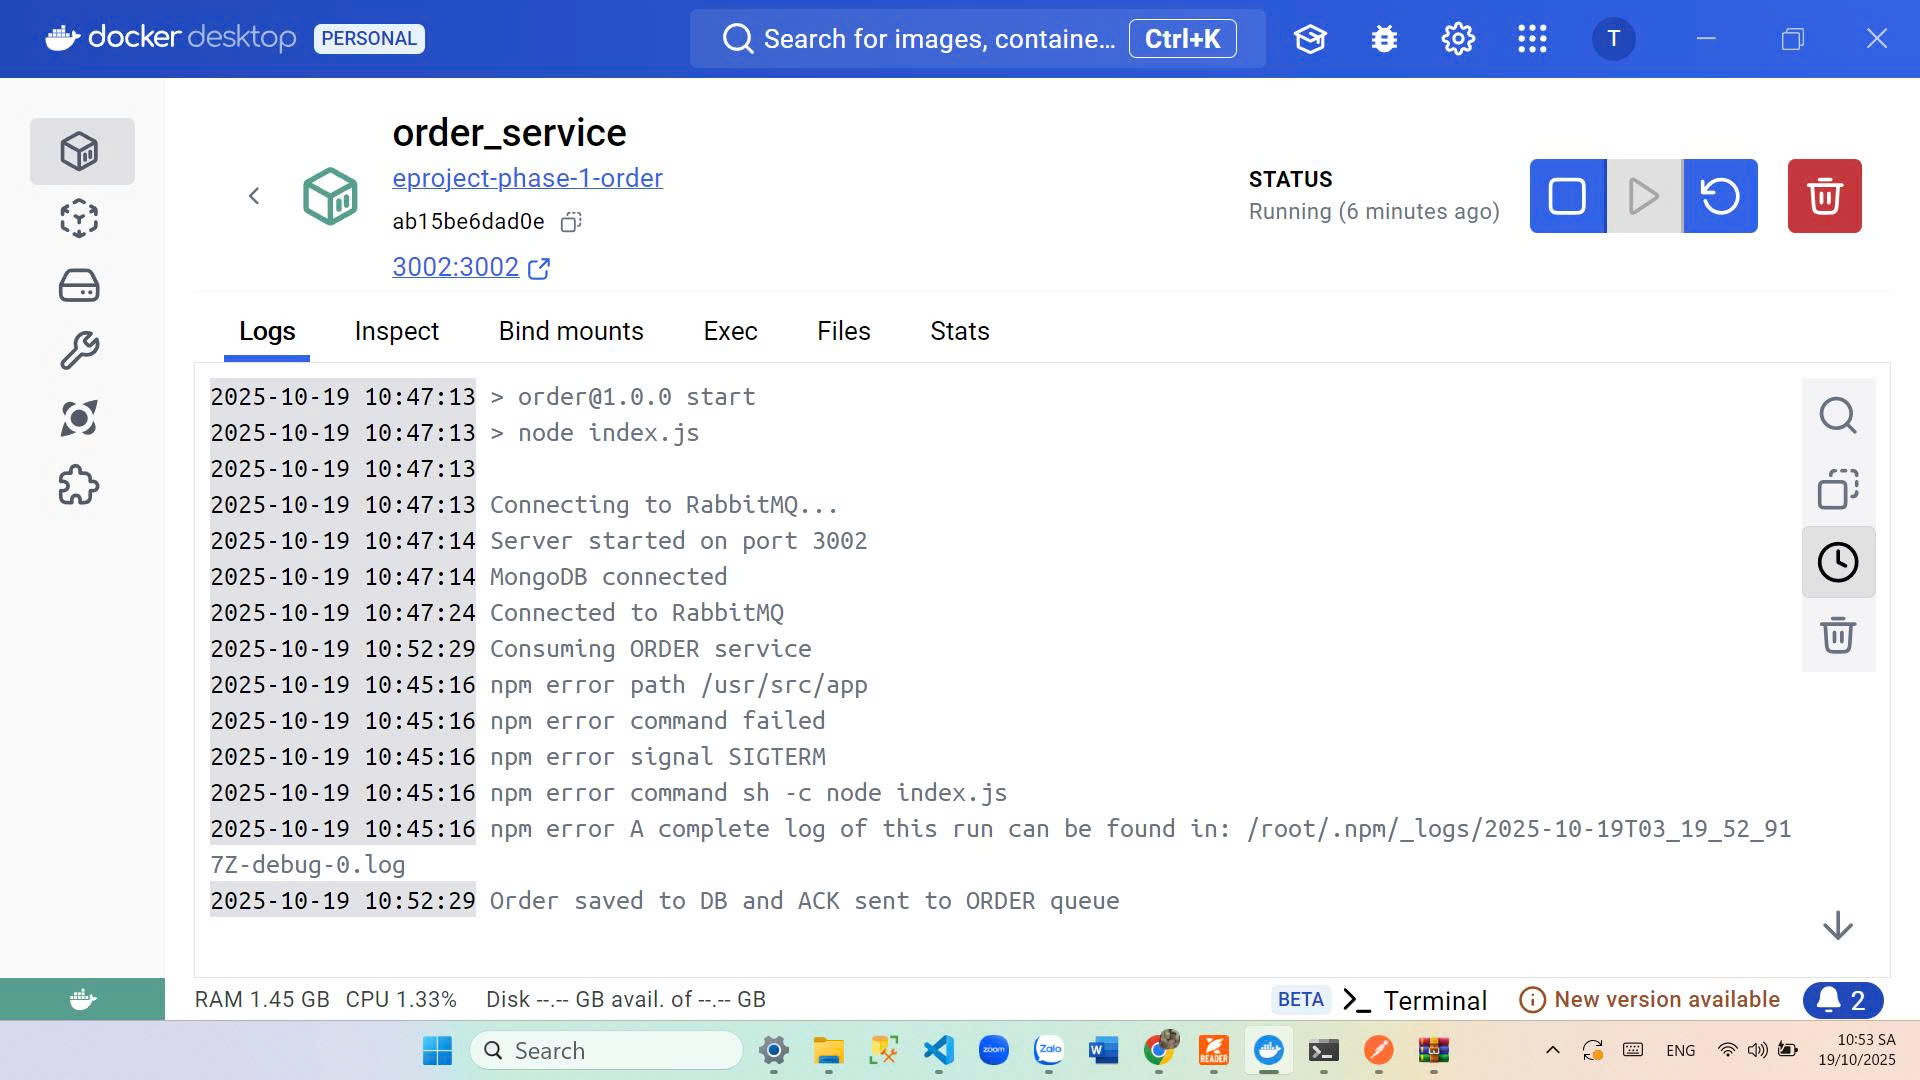 docker desktop PERSONAL
Search for images, containe... Ctrl+K
T
order_service
eproject-phase-1-order
ab15be6dad0e
3002:3002
STATUS
Running (6 minutes ago)
Logs Inspect Bind mounts Exec Files Stats
2025-10-19 10:47:13 > order@1.0.0 start
2025-10-19 10:47:13 > node index.js
2025-10-19 10:47:13
2025-10-19 10:47:13 Connecting to RabbitMQ...
2025-10-19 10:47:14 Server started on port 3002
2025-10-19 10:47:14 MongoDB connected
2025-10-19 10:47:24 Connected to RabbitMQ
2025-10-19 10:52:29 Consuming ORDER service
2025-10-19 10:45:16 npm error path /usr/src/app
2025-10-19 10:45:16 npm error command failed
2025-10-19 10:45:16 npm error signal SIGTERM
2025-10-19 10:45:16 npm error command sh -c node index.js
2025-10-19 10:45:16 npm error A complete log of this run can be found in: /root/.npm/_logs/2025-10-19T03_19_52_91
7Z-debug-0.log
2025-10-19 10:52:29 Order saved to DB and ACK sent to ORDER queue
RAM 1.45 GB CPU 1.33% Disk --.-- GB avail. of --.-- GB
BETA >_ Terminal New version available 2
Search
zoom
Zalo
READER
ENG
10:53 SA
19/10/2025